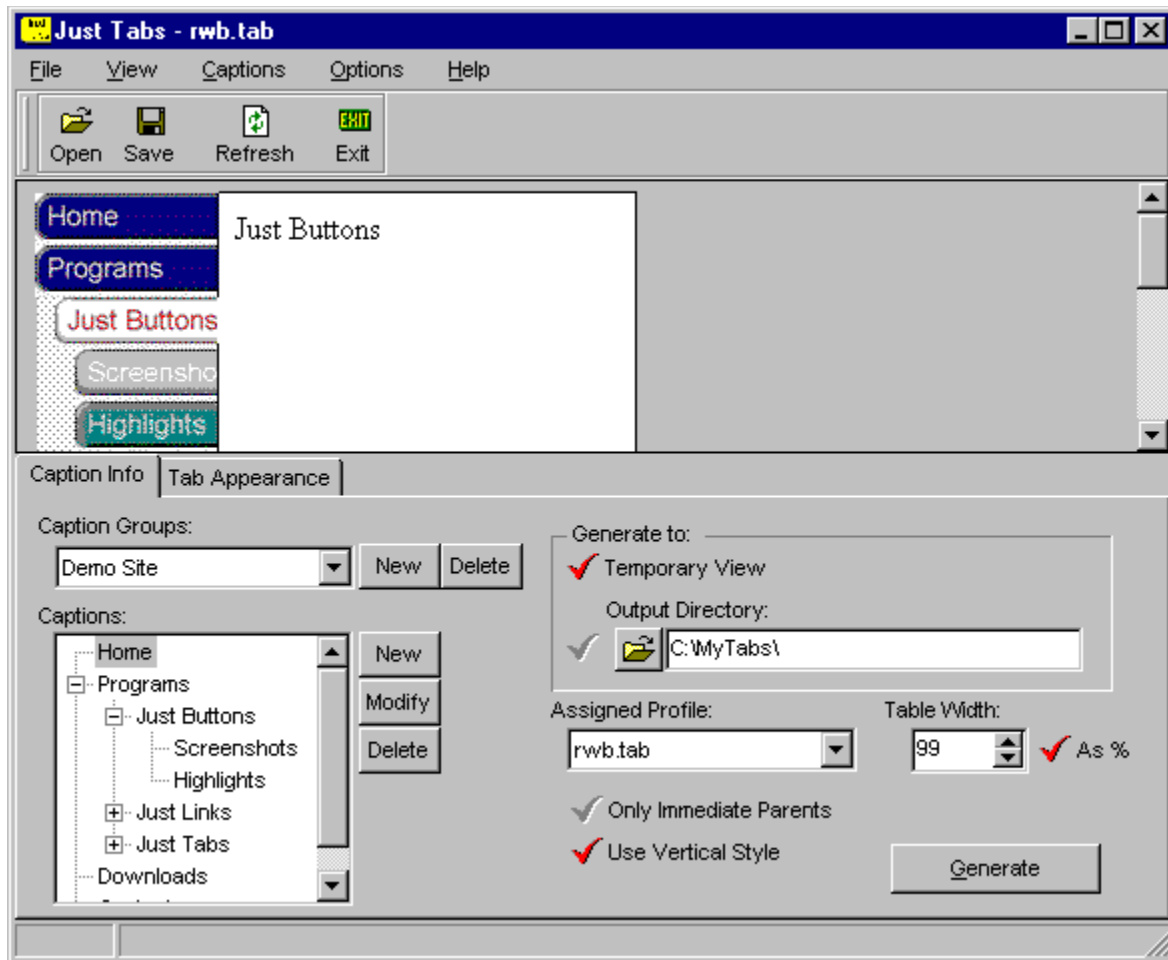 Just Tabs - rwb.tab
File View Captions Options Help
Open Save Refresh Exit
Home
Programs
Just Buttons
Screensho
Highlights
Just Buttons
Caption Info Tab Appearance
Caption Groups:
Demo Site New Delete
Captions:
Home
Programs
Just Buttons
Screenshots
Highlights
Just Links
Just Tabs
Downloads
New
Modify
Delete
Generate to:
Temporary View
Output Directory:
C:\MyTabs\
Assigned Profile: Table Width:
rwb.tab 99 As %
Only Immediate Parents
Use Vertical Style
Generate